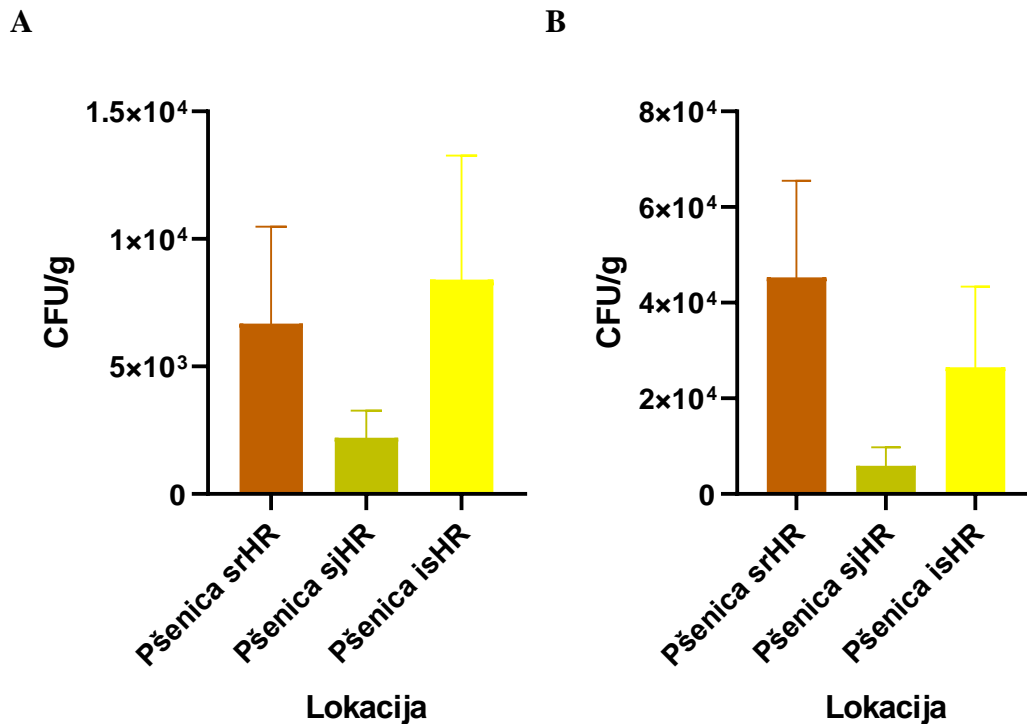 A
CFU/g
1.5×10⁴
1×10⁴
5×10³
0
Pšenica srHR
Pšenica sjHR
Pšenica isHR
Lokacija
B
CFU/g
8×10⁴
6×10⁴
4×10⁴
2×10⁴
0
Pšenica srHR
Pšenica sjHR
Pšenica isHR
Lokacija